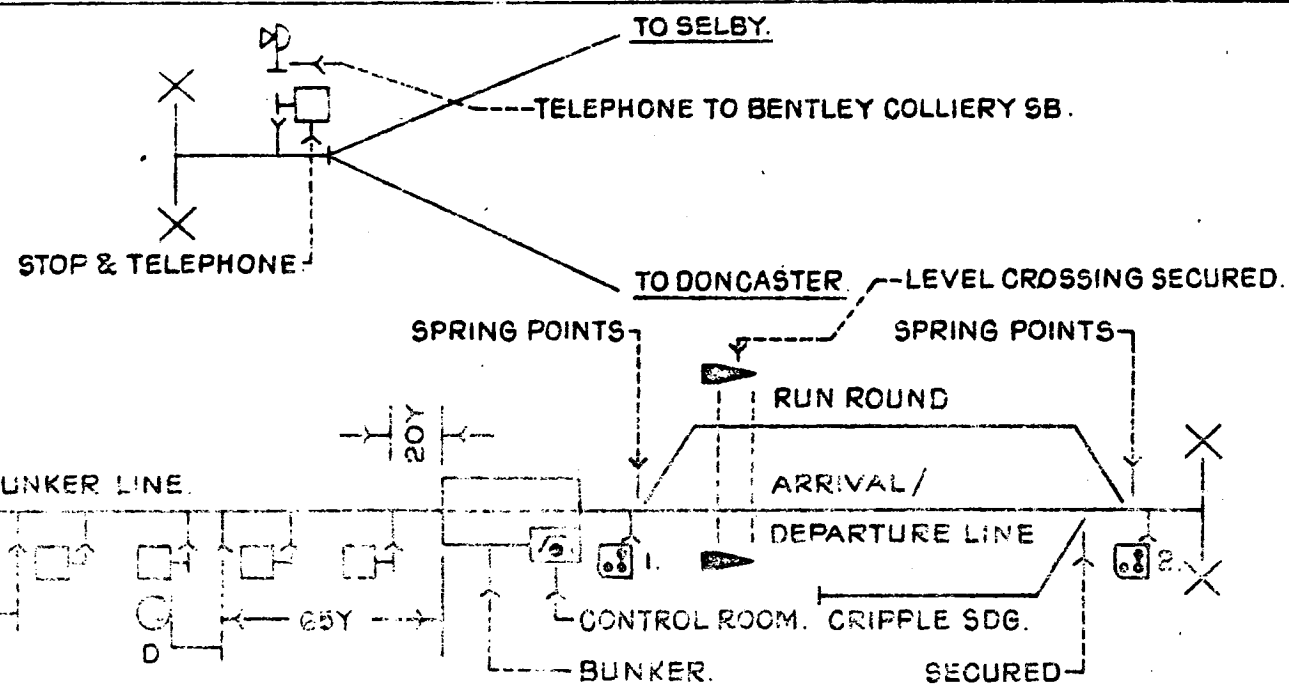 TO SELBY.
TELEPHONE TO BENTLEY COLLIERY SB.
STOP & TELEPHONE
TO DONCASTER
LEVEL CROSSING SECURED.
SPRING POINTS
SPRING POINTS
20Y
RUN ROUND
UNKER LINE.
ARRIVAL/
DEPARTURE LINE
1.
2.
65Y
D
CONTROL ROOM.
CRIPPLE SDG.
BUNKER.
SECURED